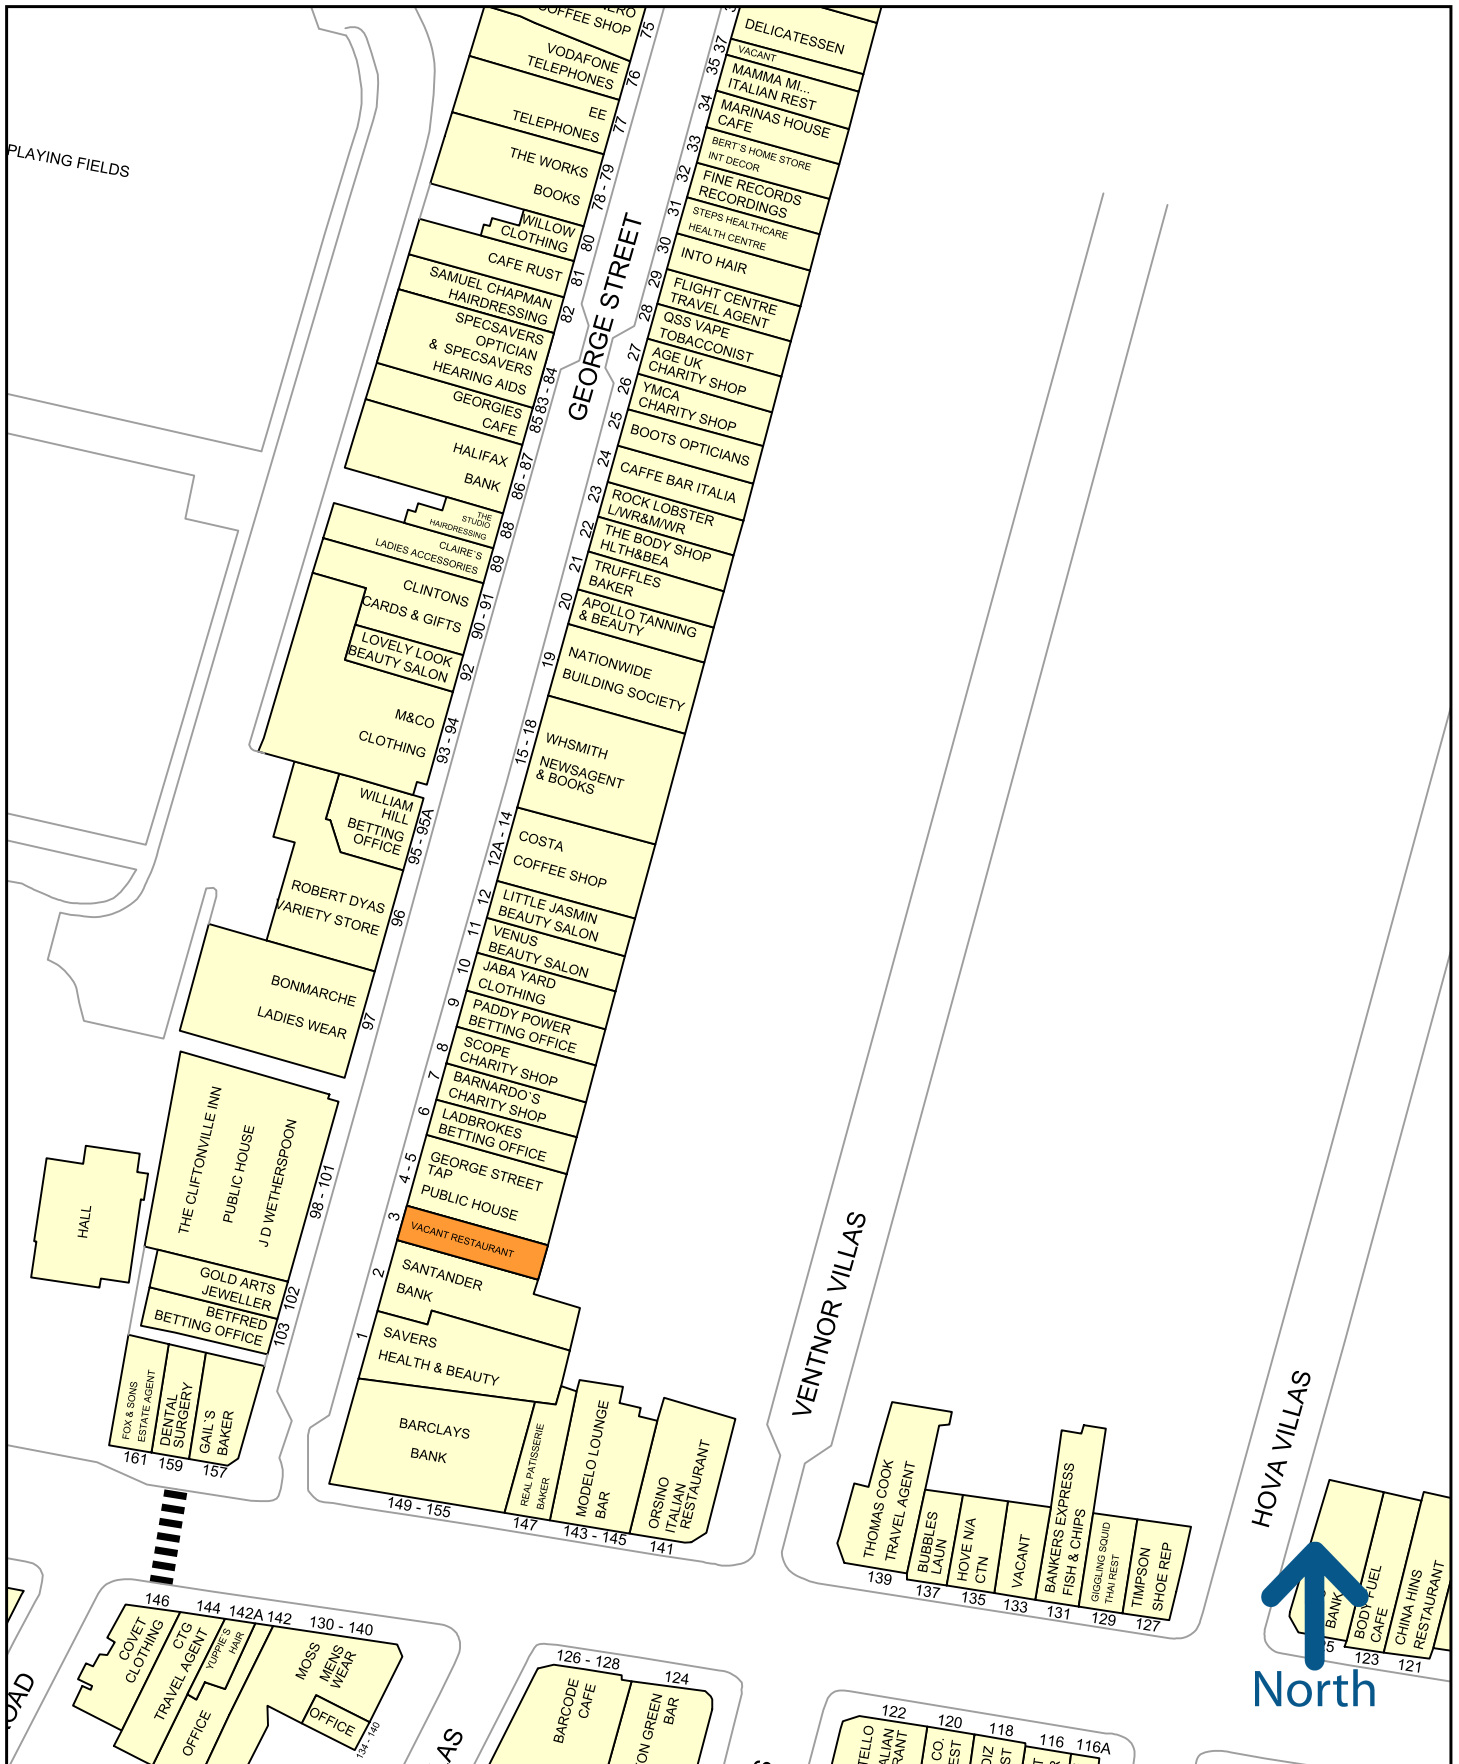 COFFEE SHOP
75
VODAFONE
TELEPHONES
76
EE
TELEPHONES
77
THE WORKS
BOOKS
78 - 79
WILLOW
CLOTHING
80
CAFE RUST
81
SAMUEL CHAPMAN
HAIRDRESSING
82
SPECSAVERS
OPTICIAN
& SPECSAVERS
HEARING AIDS
83 - 84
GEORGIES
CAFE
85
HALIFAX
BANK
86 - 87
THE
STUDIO
HAIRDRESSING
88
CLAIRE`S
LADIES ACCESSORIES
89
CLINTONS
CARDS & GIFTS
90 - 91
LOVELY LOOK
BEAUTY SALON
92
M&CO
CLOTHING
93 - 94
WILLIAM
HILL
BETTING
OFFICE
95 - 95A
ROBERT DYAS
VARIETY STORE
96
BONMARCHE
LADIES WEAR
97
THE CLIFTONVILLE INN
PUBLIC HOUSE
J D WETHERSPOON
98 - 101
GOLD ARTS
JEWELLER
102
BETFRED
BETTING OFFICE
103
FOX & SONS
ESTATE AGENT
161
DENTAL
SURGERY
159
GAIL`S
BAKER
157
HALL
PLAYING FIELDS
GEORGE STREET
DELICATESSEN
37
VACANT
35
MAMMA MI...
ITALIAN REST
34
MARINAS HOUSE
CAFE
33
BERT`S HOME STORE
INT DECOR
32
FINE RECORDS
RECORDINGS
31
STEPS HEALTHCARE
HEALTH CENTRE
30
INTO HAIR
29
FLIGHT CENTRE
TRAVEL AGENT
28
QSS VAPE
TOBACCONIST
27
AGE UK
CHARITY SHOP
26
YMCA
CHARITY SHOP
25
BOOTS OPTICIANS
24
CAFFE BAR ITALIA
23
ROCK LOBSTER
L/WR&M/WR
22
THE BODY SHOP
HLTH&BEA
21
TRUFFLES
BAKER
20
APOLLO TANNING
& BEAUTY
19
NATIONWIDE
BUILDING SOCIETY
15 - 18
WHSMITH
NEWSAGENT
& BOOKS
12A - 14
COSTA
COFFEE SHOP
12
LITTLE JASMIN
BEAUTY SALON
11
VENUS
BEAUTY SALON
10
JABA YARD
CLOTHING
9
PADDY POWER
BETTING OFFICE
8
SCOPE
CHARITY SHOP
7
BARNARDO`S
CHARITY SHOP
6
LADBROKES
BETTING OFFICE
4 - 5
GEORGE STREET
TAP
PUBLIC HOUSE
3
VACANT RESTAURANT
2
SANTANDER
BANK
1
SAVERS
HEALTH & BEAUTY
BARCLAYS
BANK
149 - 155
REAL PATISSERIE
BAKER
147
MODELO LOUNGE
BAR
143 - 145
ORSINO
ITALIAN
RESTAURANT
141
VENTNOR VILLAS
THOMAS COOK
TRAVEL AGENT
139
BUBBLES
LAUN
137
HOVE N/A
CTN
135
VACANT
133
BANKERS EXPRESS
FISH & CHIPS
131
GIGGLING SQUID
THAI REST
129
TIMPSON
SHOE REP
127
HOVA VILLAS
BANK
BODY FUEL
CAFE
123
CHINA HINS
RESTAURANT
121
North
146
COVET
CLOTHING
144
CTG
TRAVEL AGENT
142A
YUPPIE`S
HAIR
142
OFFICE
130 - 140
MOSS
MENS
WEAR
OFFICE
134 - 140
126 - 128
BARCODE
CAFE
124
BAR
122
120
118
116
116A